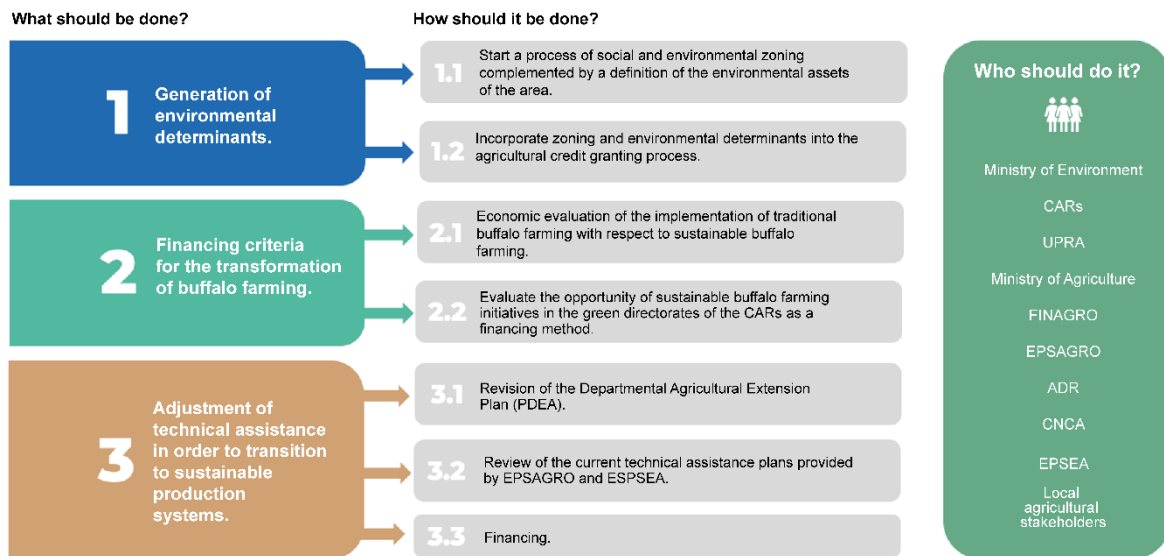 What should be done?
How should it be done?
1
Generation of
environmental
determinants.
1.1
Start a process of social and environmental zoning
complemented by a definition of the environmental assets
of the area.
1.2
Incorporate zoning and environmental determinants into the
agricultural credit granting process.
2
Financing criteria
for the transformation
of buffalo farming.
2.1
Economic evaluation of the implementation of traditional
buffalo farming with respect to sustainable buffalo
farming.
2.2
Evaluate the opportunity of sustainable buffalo farming
initiatives in the green directorates of the CARs as a
financing method.
3
Adjustment of
technical assistance
in order to transition
to sustainable
production
systems.
3.1
Revision of the Departmental Agricultural Extension
Plan (PDEA).
3.2
Review of the current technical assistance plans provided
by EPSAGRO and ESPSEA.
3.3
Financing.
Who should do it?
Ministry of Environment
CARs
UPRA
Ministry of Agriculture
FINAGRO
EPSAGRO
ADR
CNCA
EPSEA
Local
agricultural
stakeholders